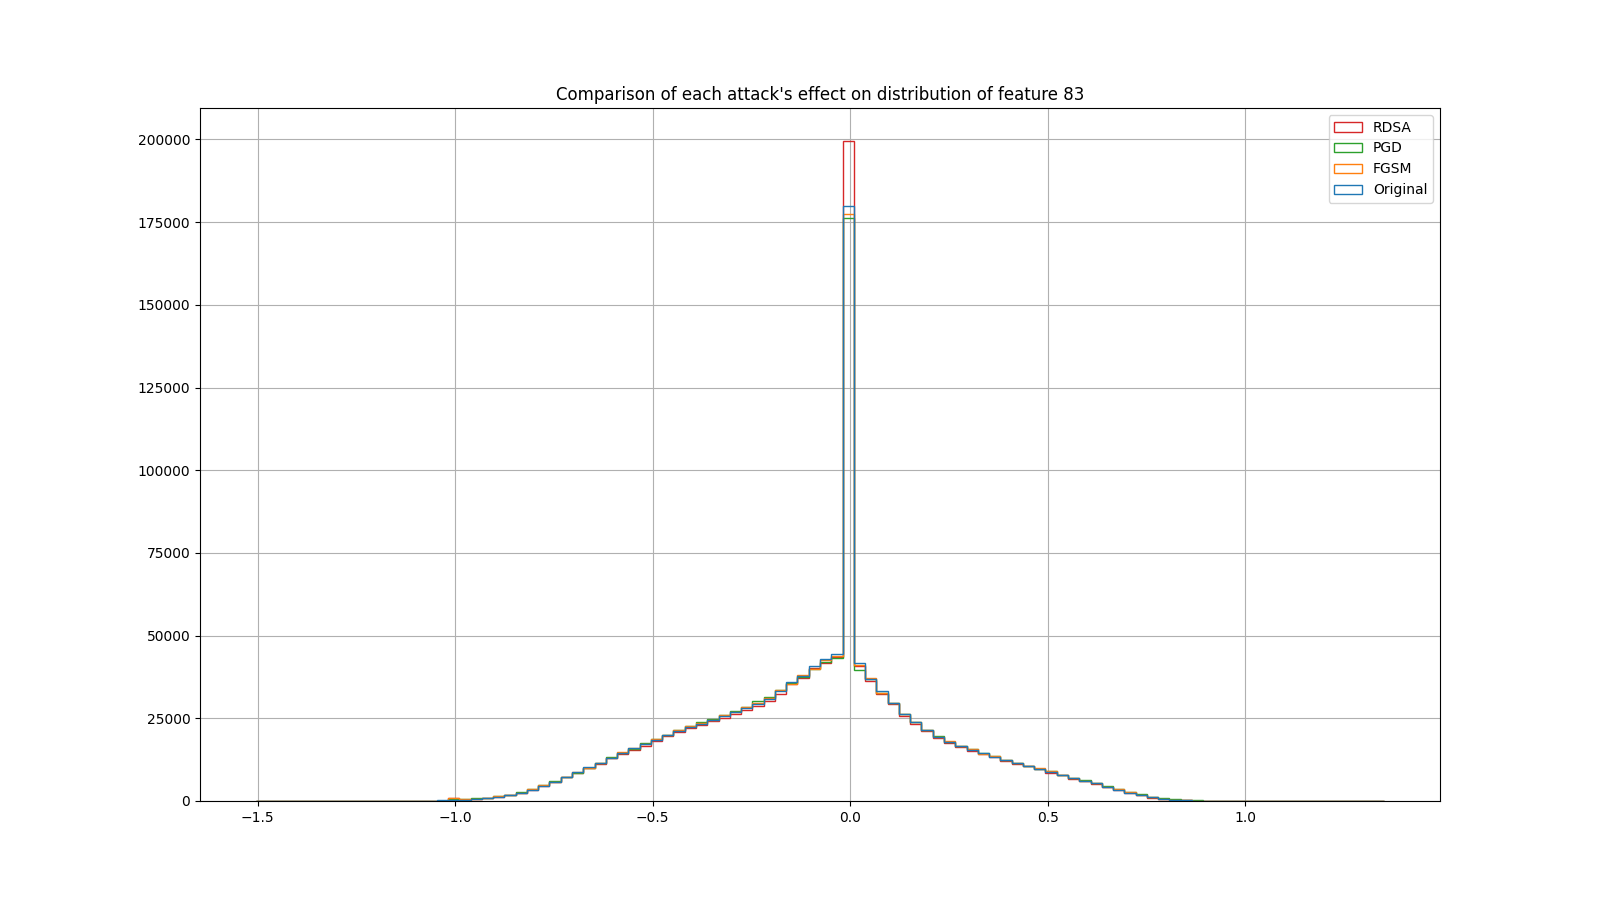 Comparison of each attack's effect on distribution of feature 83
RDSA
PGD
FGSM
Original
200000
175000
150000
125000
100000
75000
50000
25000
0
−1.5 −1.0 −0.5 0.0 0.5 1.0